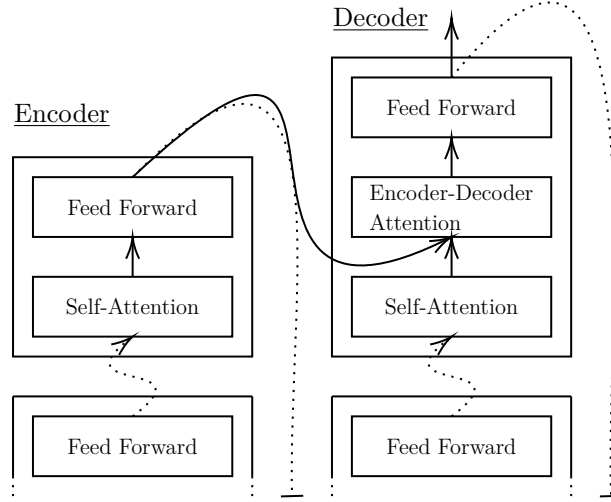 Decoder
Feed Forward
Encoder
Encoder-Decoder
Attention
Feed Forward
Self-Attention
Self-Attention
Feed Forward
Feed Forward